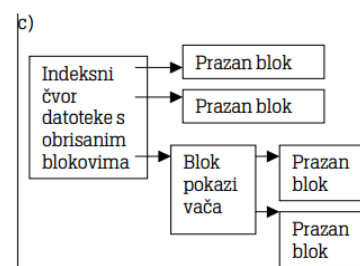 c)
Indeksni
čvor
datoteke s
obrisanim
blokovima
Prazan blok
Prazan blok
Blok
pokazi
vača
Prazan
blok
Prazan
blok